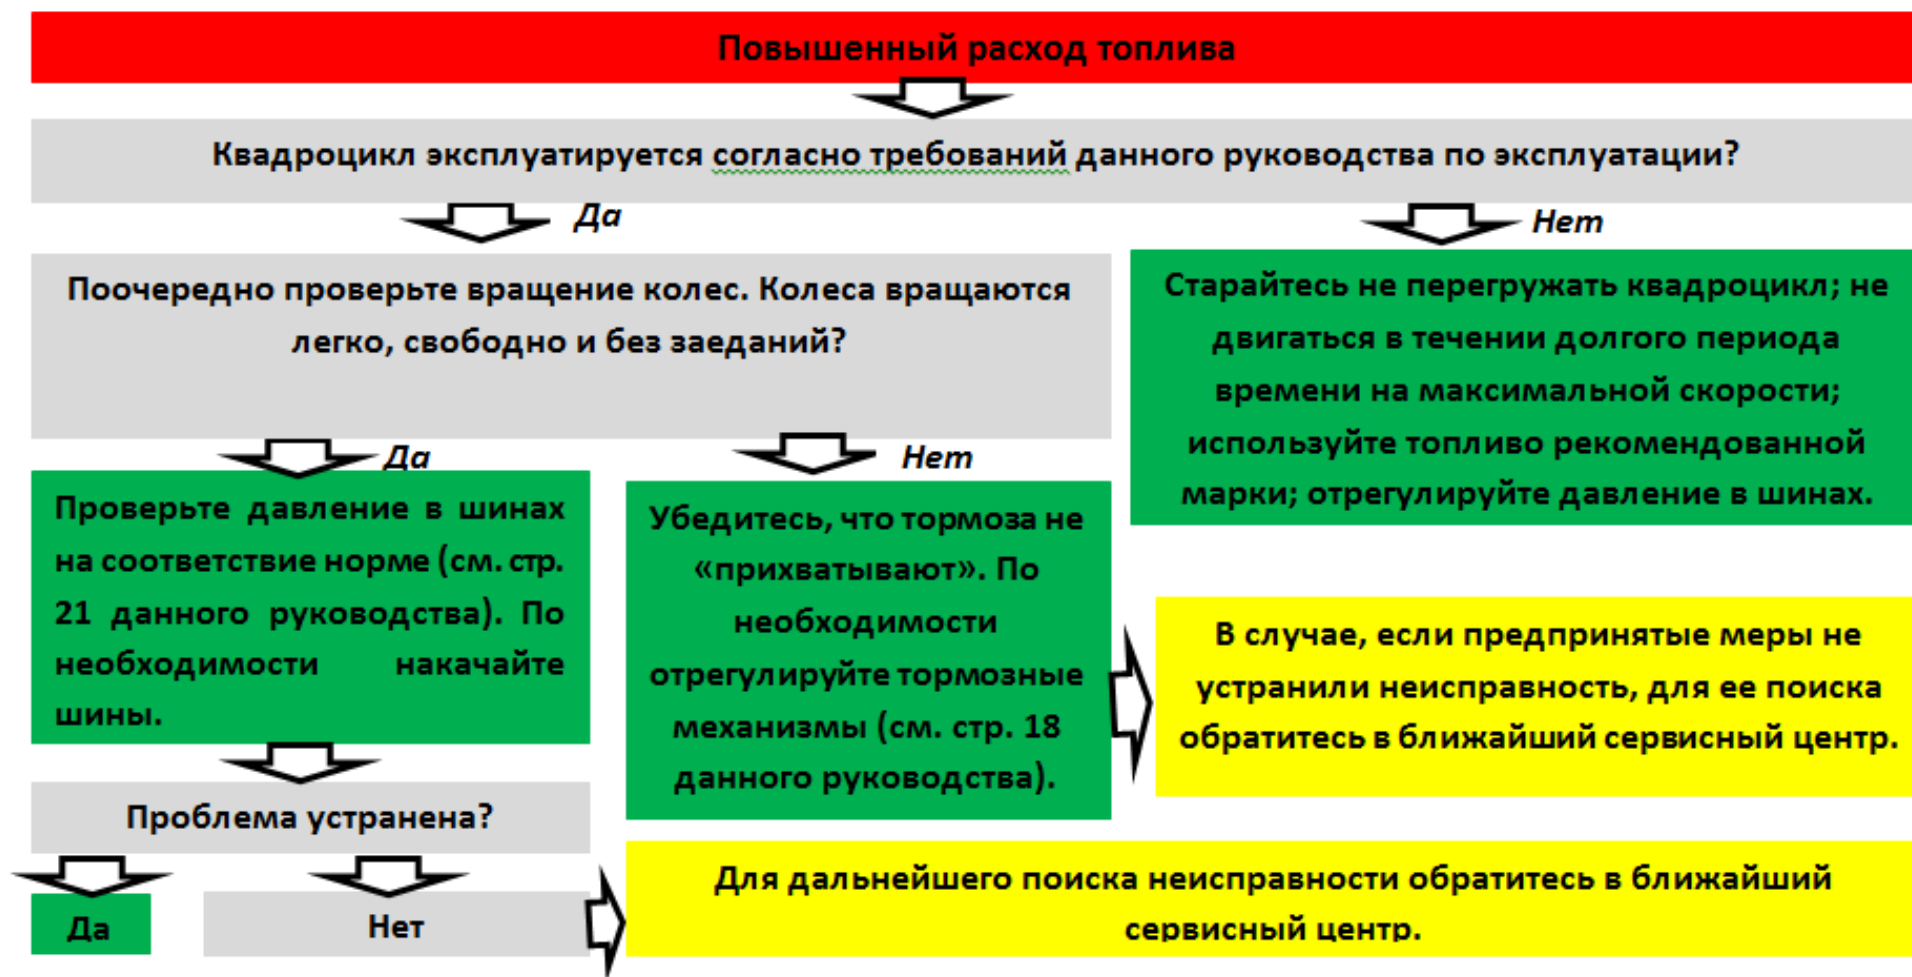 Повышенный расход топлива
Квадроцикл эксплуатируется согласно требований данного руководства по эксплуатации?
Да
Нет
Поочередно проверьте вращение колес. Колеса вращаются
легко, свободно и без заеданий?
Старайтесь не перегружать квадроцикл; не
двигаться в течении долгого периода
времени на максимальной скорости;
используйте топливо рекомендованной
марки; отрегулируйте давление в шинах.
Да
Нет
Проверьте давление в шинах
на соответствие норме (см. стр.
21 данного руководства). По
необходимости накачайте
шины.
Убедитесь, что тормоза не
«прихватывают». По
необходимости
отрегулируйте тормозные
механизмы (см. стр. 18
данного руководства).
В случае, если предпринятые меры не
устранили неисправность, для ее поиска
обратитесь в ближайший сервисный центр.
Проблема устранена?
Да
Нет
Для дальнейшего поиска неисправности обратитесь в ближайший
сервисный центр.